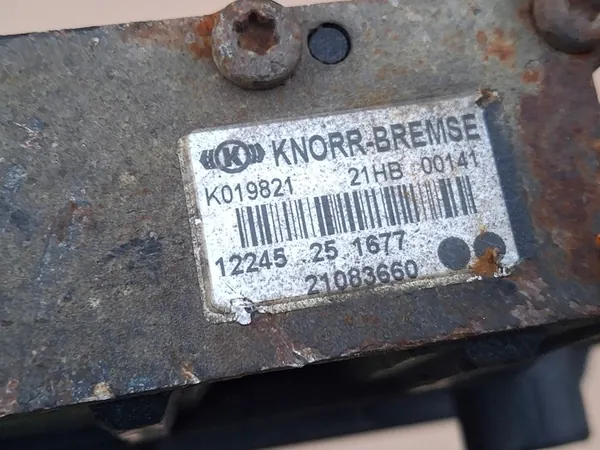 K KNORR-BREMSE
K019821 21HB 00141
12245 25 1677
21083660